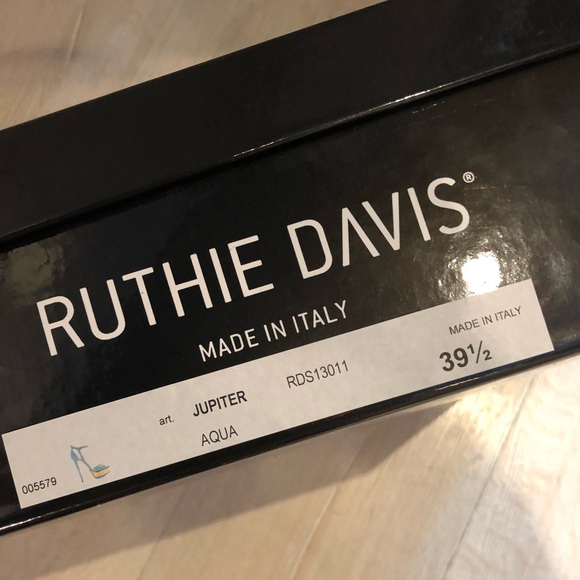 RUTHIE DAVIS®
MADE IN ITALY
005579
art. JUPITER RDS13011
AQUA
MADE IN ITALY
39½